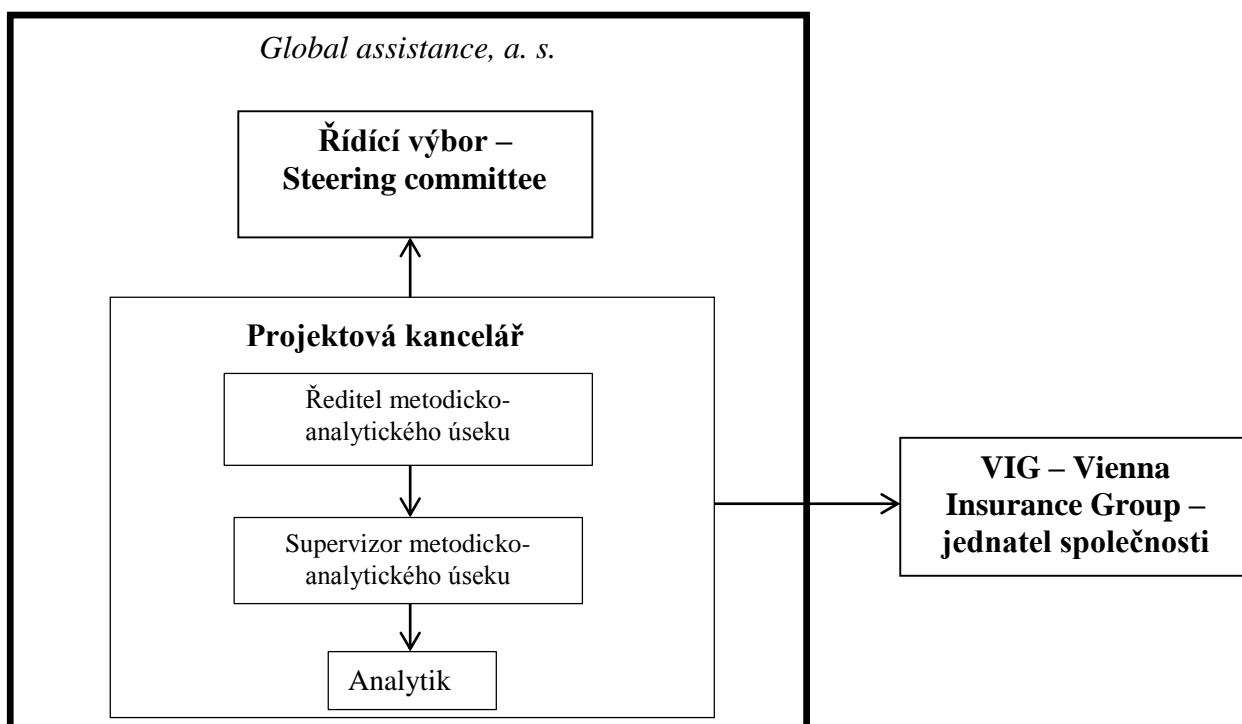 Global assistance, a. s.
Řídící výbor –
Steering committee
Projektová kancelář
Ředitel metodicko-
analytického úseku
Supervizor metodicko-
analytického úseku
Analytik
VIG – Vienna
Insurance Group –
jednatel společnosti